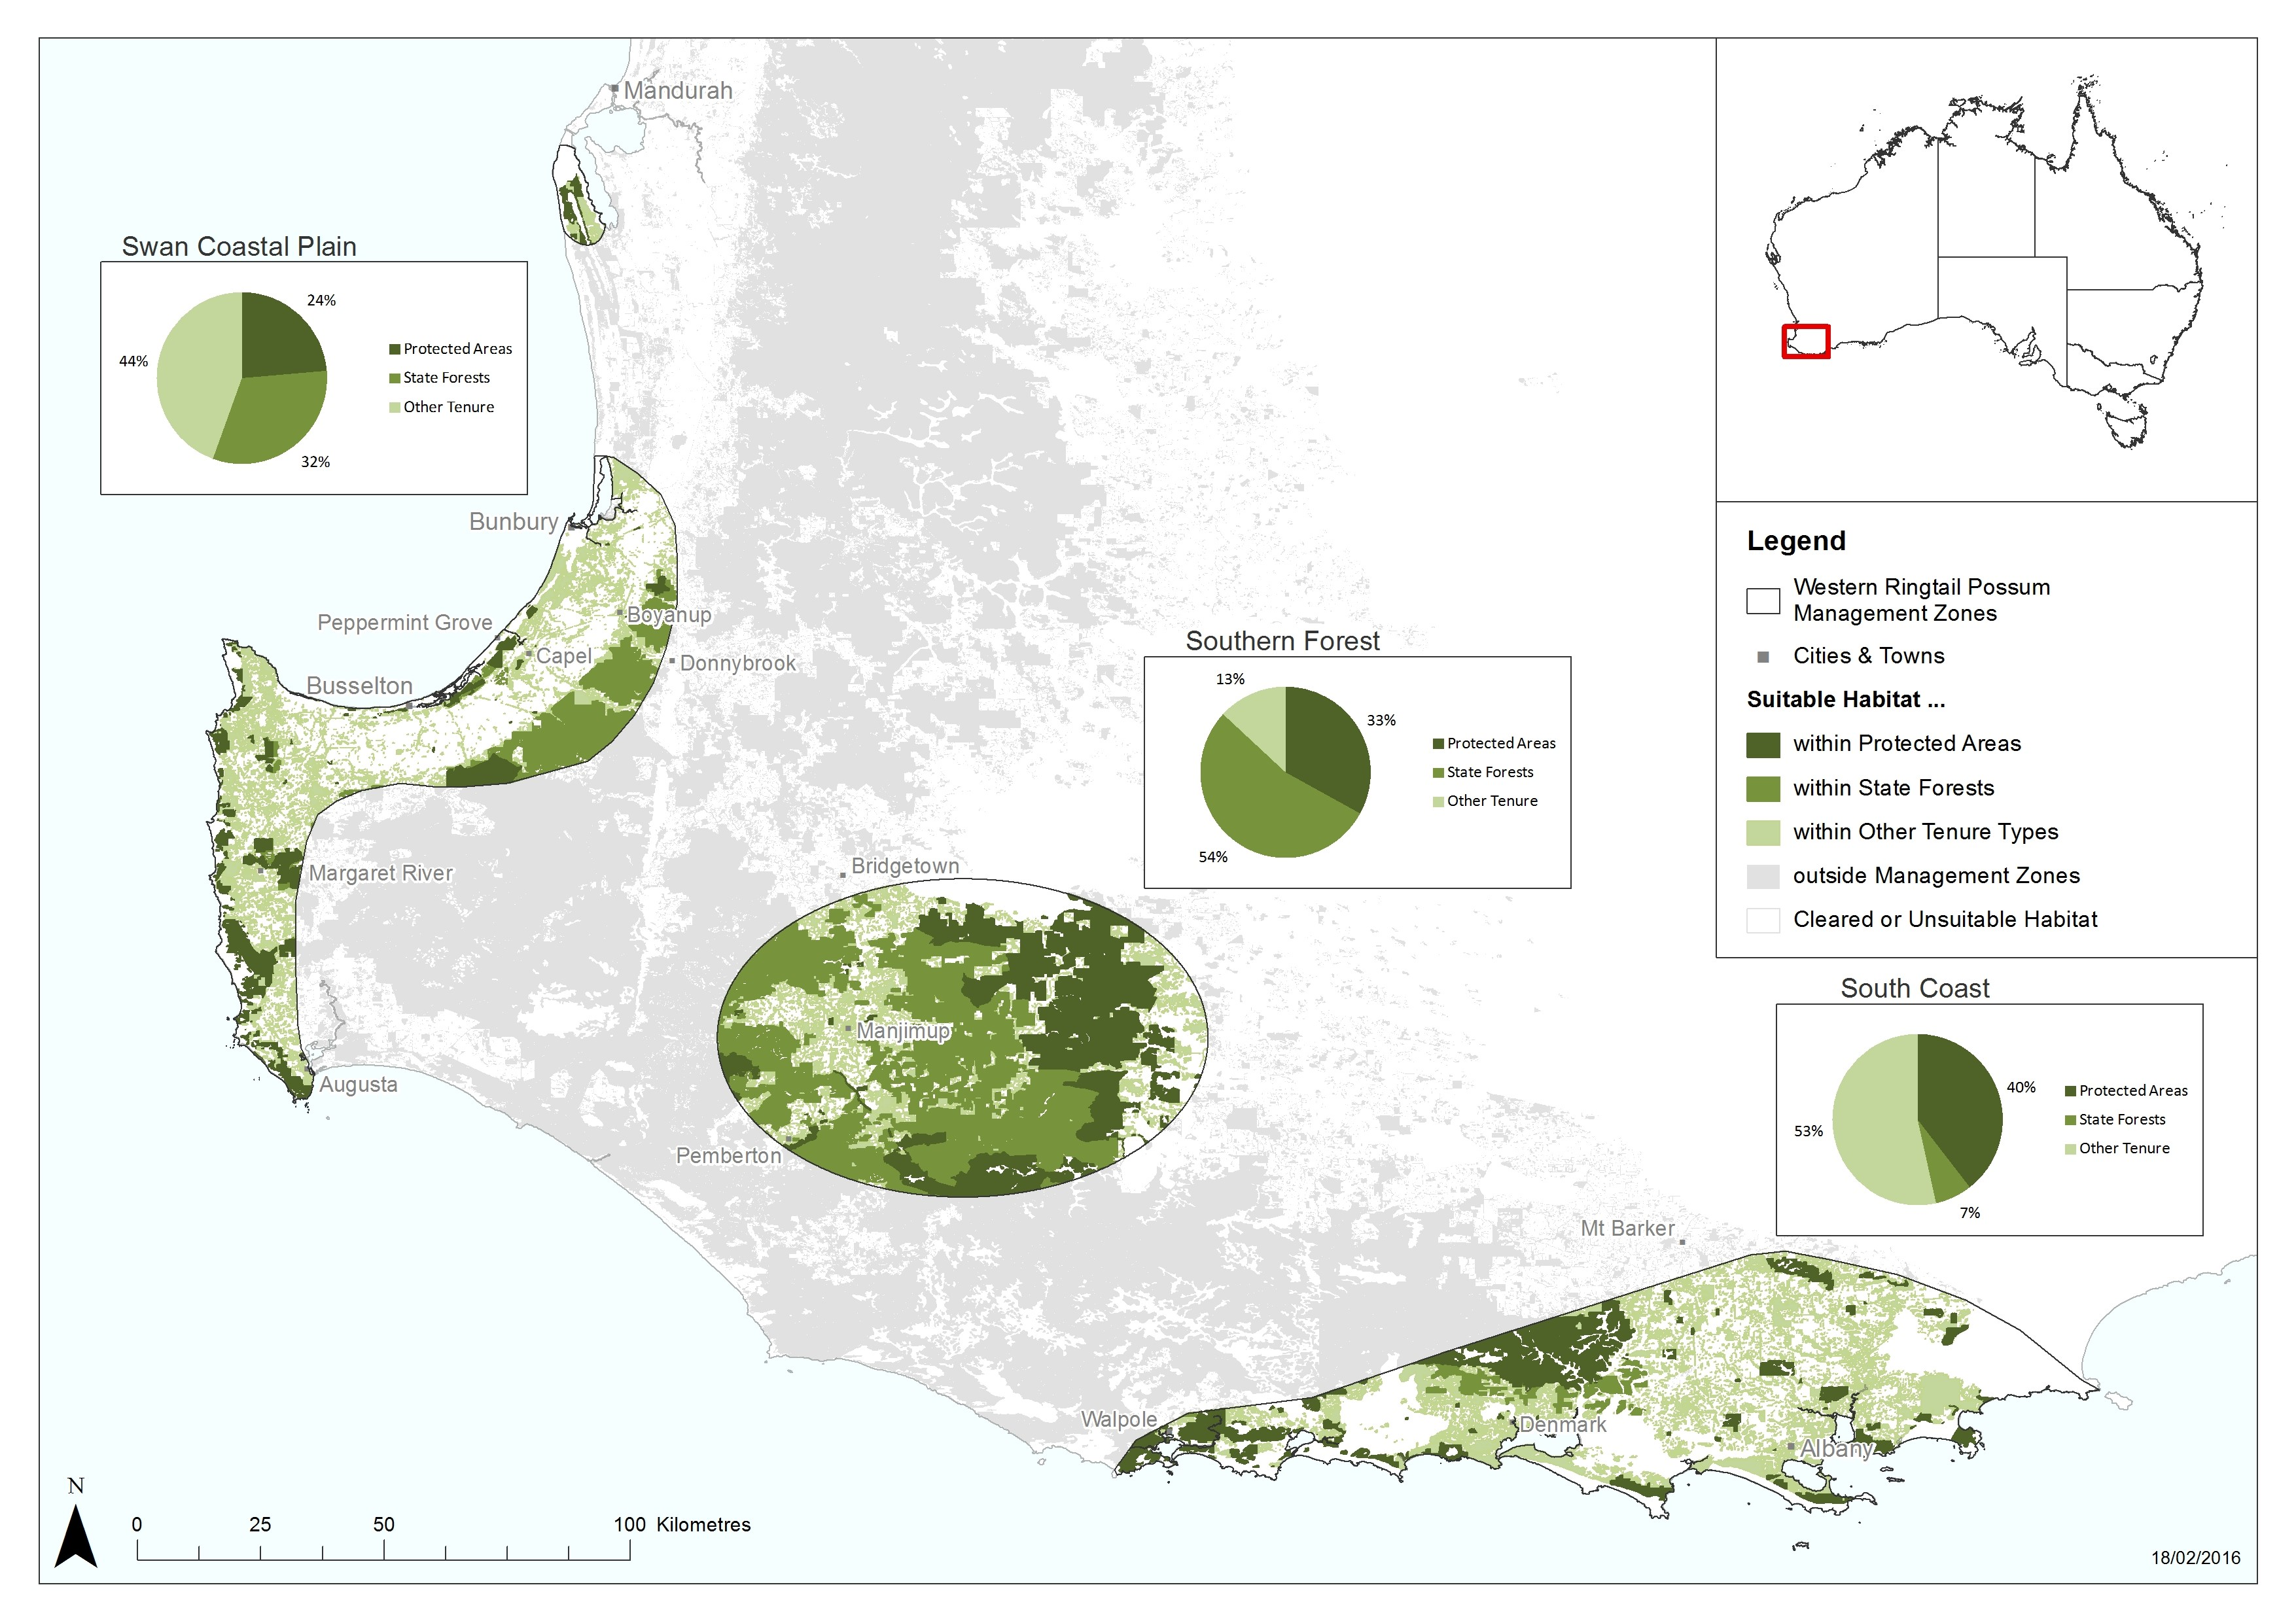 Mandurah
Swan Coastal Plain
24%
44%
32%
Protected Areas
State Forests
Other Tenure
Bunbury
Peppermint Grove
Boyanup
Capel
Donnybrook
Busselton
Margaret River
Augusta
Bridgetown
Manjimup
Pemberton
Southern Forest
13%
33%
54%
Protected Areas
State Forests
Other Tenure
Legend
Western Ringtail Possum
Management Zones
Cities & Towns
Suitable Habitat ...
within Protected Areas
within State Forests
within Other Tenure Types
outside Management Zones
Cleared or Unsuitable Habitat
South Coast
40%
53%
7%
Protected Areas
State Forests
Other Tenure
Mt Barker
Walpole
Denmark
Albany
N
0 25 50 100 Kilometres
18/02/2016